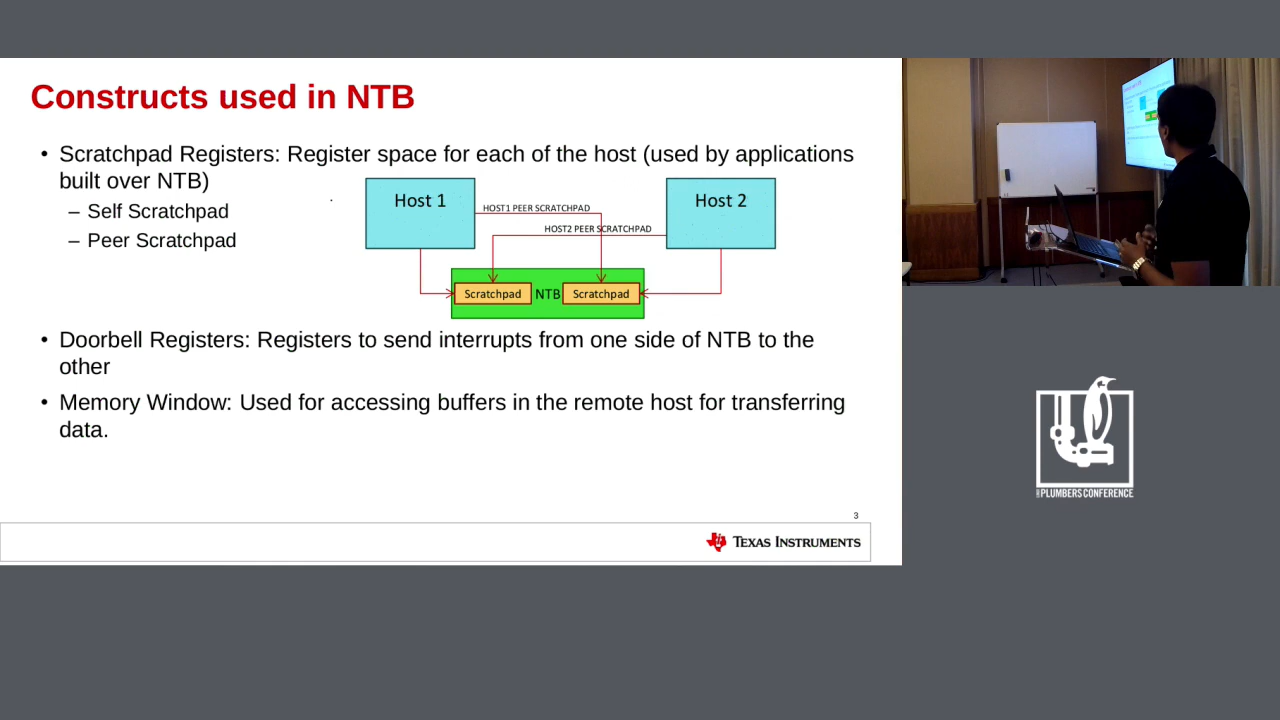 Constructs used in NTB
• Scratchpad Registers: Register space for each of the host (used by applications
built over NTB)
– Self Scratchpad
– Peer Scratchpad
Host 1
Host 2
HOST1 PEER SCRATCHPAD
HOST2 PEER SCRATCHPAD
Scratchpad
NTB
Scratchpad
• Doorbell Registers: Registers to send interrupts from one side of NTB to the
other
• Memory Window: Used for accessing buffers in the remote host for transferring
data.
3
TEXAS INSTRUMENTS
PLUMBERS CONFERENCE